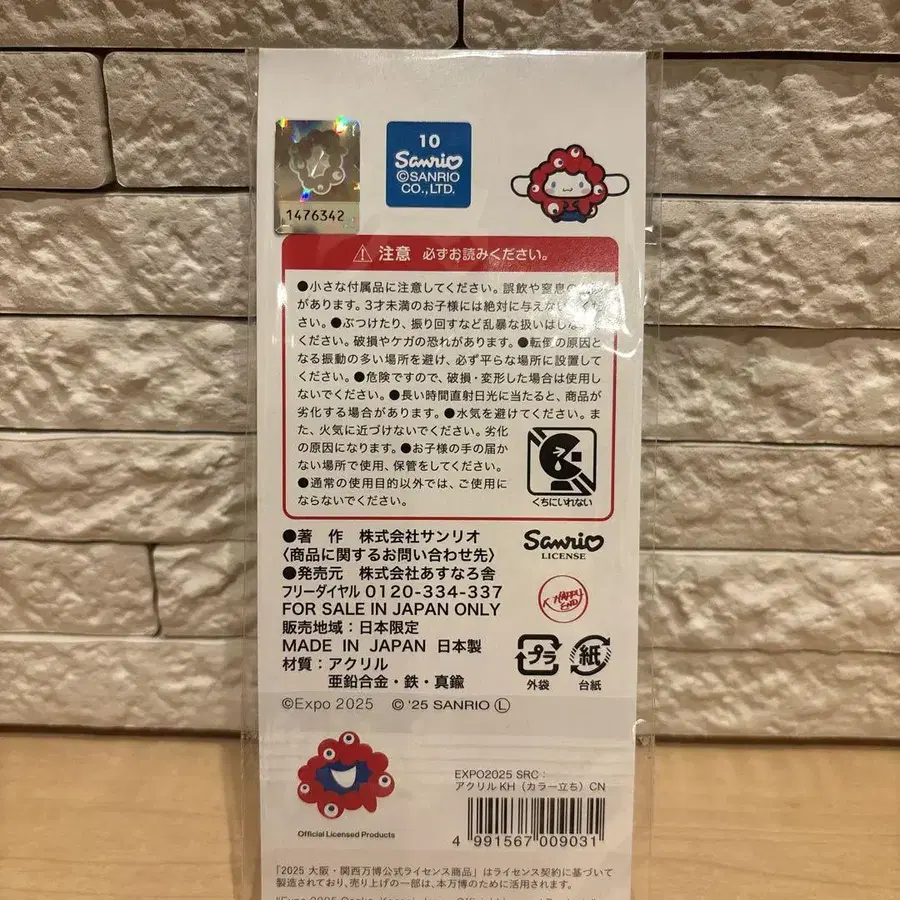 1476342
10
Sanrio
©SANRIO
CO., LTD.
注意 必ずお読みください。
●小さな付属品に注意してください。誤飲や窒息の
があります。3才未満のお子様には絶対に与えない
さい。●ぶつけたり、振り回すなど乱暴な扱いはし
ください。破損やケガの恐れがあります。●転倒の原因と
なる振動の多い場所を避け、必ず平らな場所に設置して
ください。●危険ですので、破損・変形した場合は使用し
ないでください。●長い時間直射日光に当たると、商品が
劣化する場合があります。●水気を避けてください。ま
た、火気に近づけないでください。劣化
の原因になります。●お子様の手の届か
ない場所で使用、保管をしてください。
●通常の使用目的以外では、ご使用に
ならないでください。
くちにいれない
●著 作 株式会社サンリオ
〈商品に関するお問い合わせ先〉
●発売元 株式会社あすなろ舎
フリーダイヤル 0120-334-337
FOR SALE IN JAPAN ONLY
販売地域：日本限定
MADE IN JAPAN 日本製
材質：アクリル
亜鉛合金・鉄・真鍮
Sanrio
LICENSE
HAPPY
END
プラ
外袋
紙
台紙
©Expo 2025 © '25 SANRIO Ⓛ
Official Licensed Products
EXPO2025 SRC：
アクリルKH（カラー立ち）CN
4 991567 009031
「2025 大阪・関西万博公式ライセンス商品」はライセンス契約に基づいて
製造されており、売り上げの一部は、本万博のために活用されます。